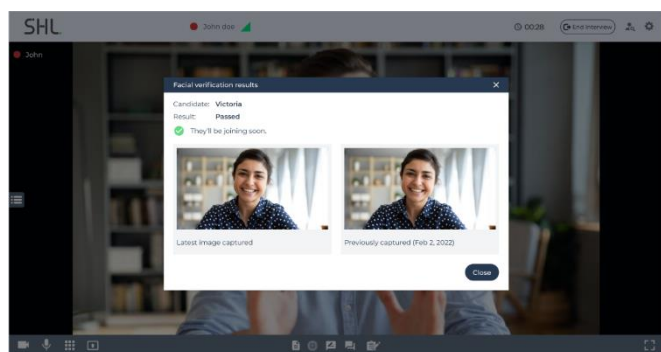 SHL.
John doe
00:28
End Interview
John
Facial verification results
Candidate: Victoria
Result: Passed
They'll be joining soon.
Latest image captured
Previously captured (Feb 2, 2022)
Close